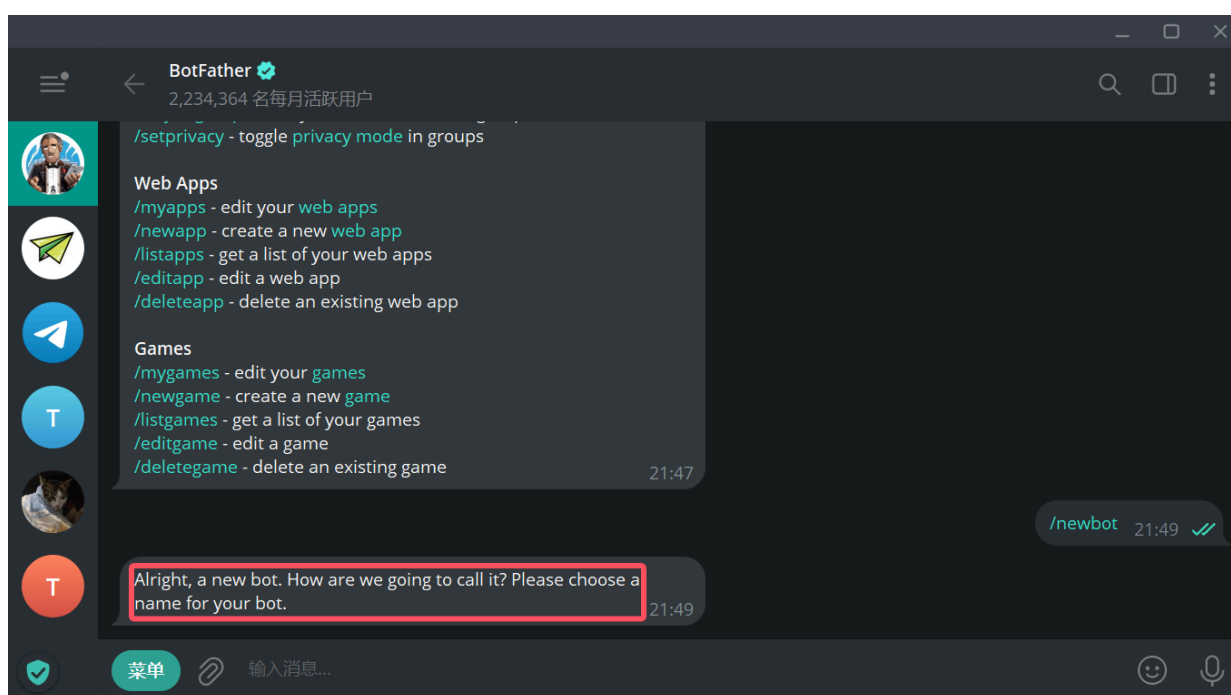 BotFather
2,234,364 名每月活跃用户
/setprivacy - toggle privacy mode in groups
Web Apps
/myapps - edit your web apps
/newapp - create a new web app
/listapps - get a list of your web apps
/editapp - edit a web app
/deleteapp - delete an existing web app
Games
/mygames - edit your games
/newgame - create a new game
/listgames - get a list of your games
/editgame - edit a game
/deletegame - delete an existing game
21:47
/newbot 21:49
Alright, a new bot. How are we going to call it? Please choose a
name for your bot.
21:49
T
T
菜单
输入消息...